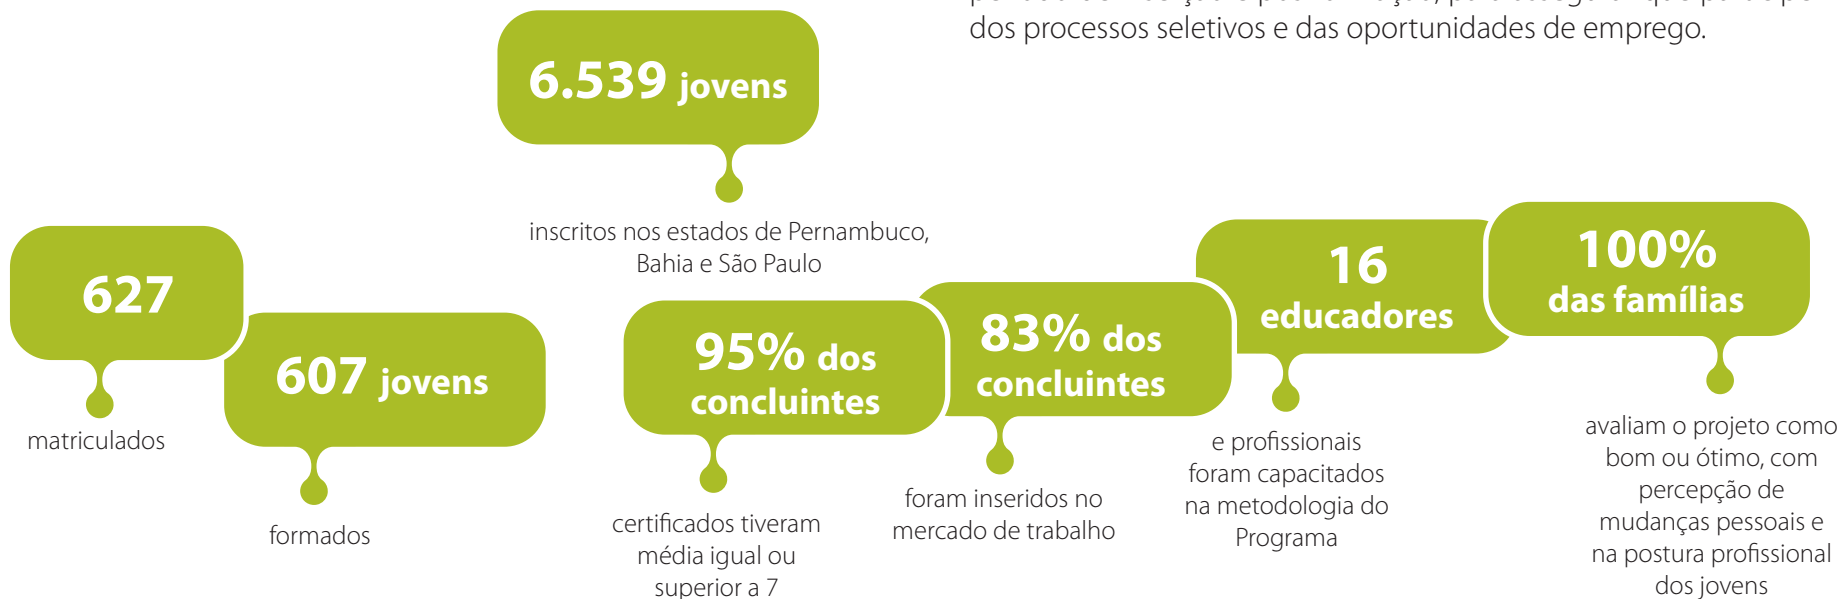 dos processos seletivos e das oportunidades de emprego.
6.539 jovens
inscritos nos estados de Pernambuco,
Bahia e São Paulo
627
matriculados
607 jovens
formados
95% dos
concluintes
certificados tiveram
média igual ou
superior a 7
83% dos
concluintes
foram inseridos no
mercado de trabalho
16
educadores
e profissionais
foram capacitados
na metodologia do
Programa
100%
das famílias
avaliam o projeto como
bom ou ótimo, com
percepção de
mudanças pessoais e
na postura profissional
dos jovens